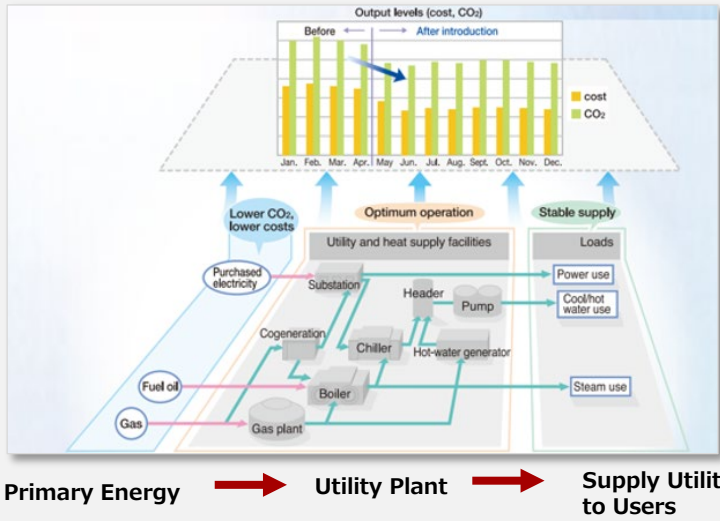 Output levels (cost, CO₂)
Before
After introduction
cost
CO₂
Jan. Feb. Mar. Apr. May Jun. Jul. Aug. Sept. Oct. Nov. Dec.
Lower CO₂,
lower costs
Optimum operation
Stable supply
Utility and heat supply facilities
Loads
Purchased
electricity
Substation
Power use
Header
Pump
Cool/hot
water use
Cogeneration
Chiller
Hot-water generator
Fuel oil
Boiler
Steam use
Gas
Gas plant
Primary Energy
Utility Plant
Supply Utilit
to Users